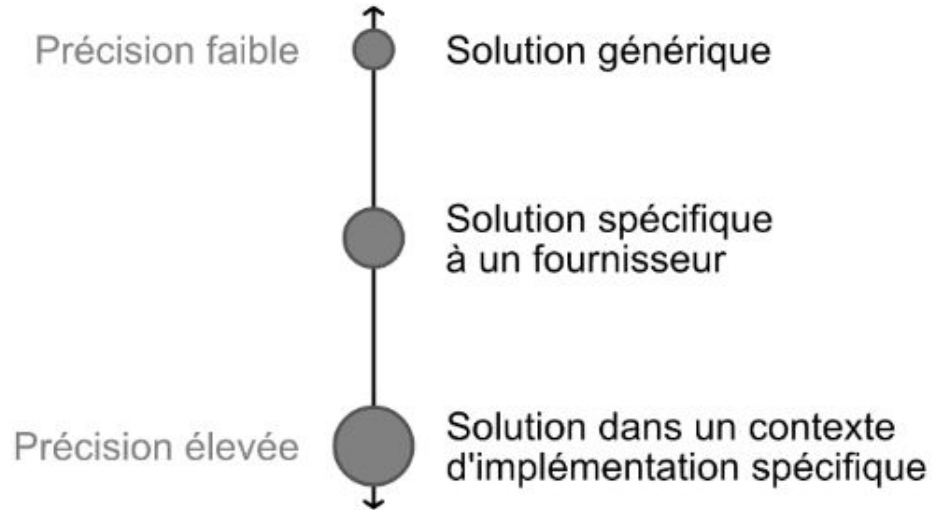 Précision faible
Solution générique
Solution spécifique
à un fournisseur
Précision élevée
Solution dans un contexte
d'implémentation spécifique